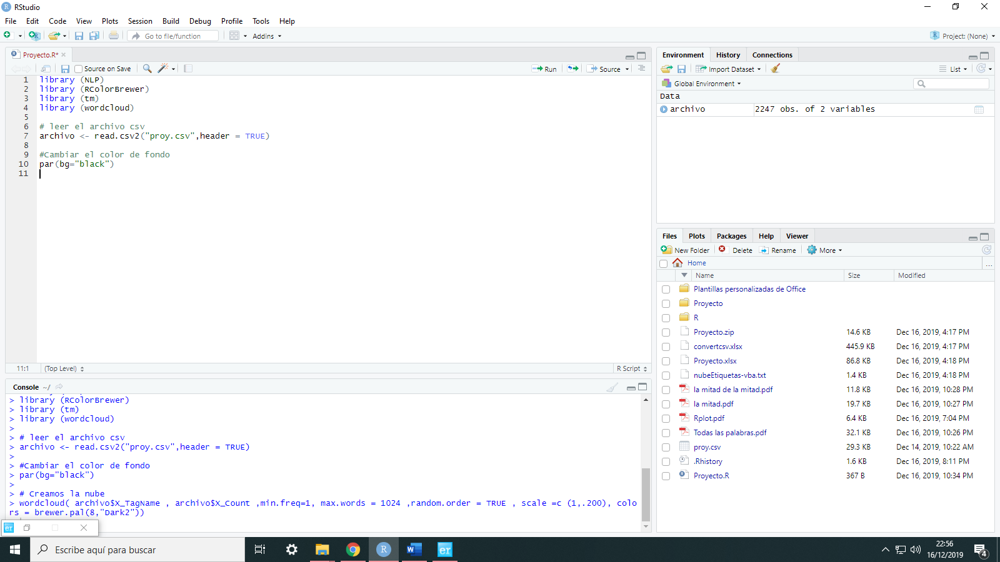 RStudio
File Edit Code View Plots Session Build Debug Profile Tools Help
Go to file/function Addins Project: (None)
Proyecto.R*
Source on Save Run Source
1 library (NLP)
2 library (RColorBrewer)
3 library (tm)
4 library (wordcloud)
5
6 # leer el archivo csv
7 archivo <- read.csv2("proy.csv",header = TRUE)
8
9 #Cambiar el color de fondo
10 par(bg="black")
11
11:1 (Top Level) R Script
Console ~/
> library (RColorBrewer)
> library (tm)
> library (wordcloud)
>
> # leer el archivo csv
> archivo <- read.csv2("proy.csv",header = TRUE)
>
> #Cambiar el color de fondo
> par(bg="black")
>
> # Creamos la nube
> wordcloud( archivo$X_TagName , archivo$X_Count ,min.freq=1, max.words = 1024 ,random.order = TRUE , scale =c (1,.200), colo
rs = brewer.pal(8,"Dark2"))
Environment History Connections
Import Dataset List
Global Environment
Data
archivo 2247 obs. of 2 variables
Files Plots Packages Help Viewer
New Folder Delete Rename More
Home ...
Name Size Modified
Plantillas personalizadas de Office
Proyecto
R
Proyecto.zip 14.6 KB Dec 16, 2019, 4:17 PM
convertcsv.xlsx 445.9 KB Dec 16, 2019, 4:17 PM
Proyecto.xlsx 86.8 KB Dec 16, 2019, 4:18 PM
nubeEtiquetas-vba.txt 1.4 KB Dec 16, 2019, 4:18 PM
la mitad de la mitad.pdf 11.8 KB Dec 16, 2019, 10:28 PM
la mitad.pdf 19.7 KB Dec 16, 2019, 10:27 PM
Rplot.pdf 6.4 KB Dec 16, 2019, 7:04 PM
Todas las palabras.pdf 32.1 KB Dec 16, 2019, 10:26 PM
proy.csv 29.3 KB Dec 14, 2019, 10:22 AM
.Rhistory 1.6 KB Dec 16, 2019, 8:11 PM
Proyecto.R 367 B Dec 16, 2019, 10:34 PM
er
Escribe aquí para buscar R W er 22:56
16/12/2019 4